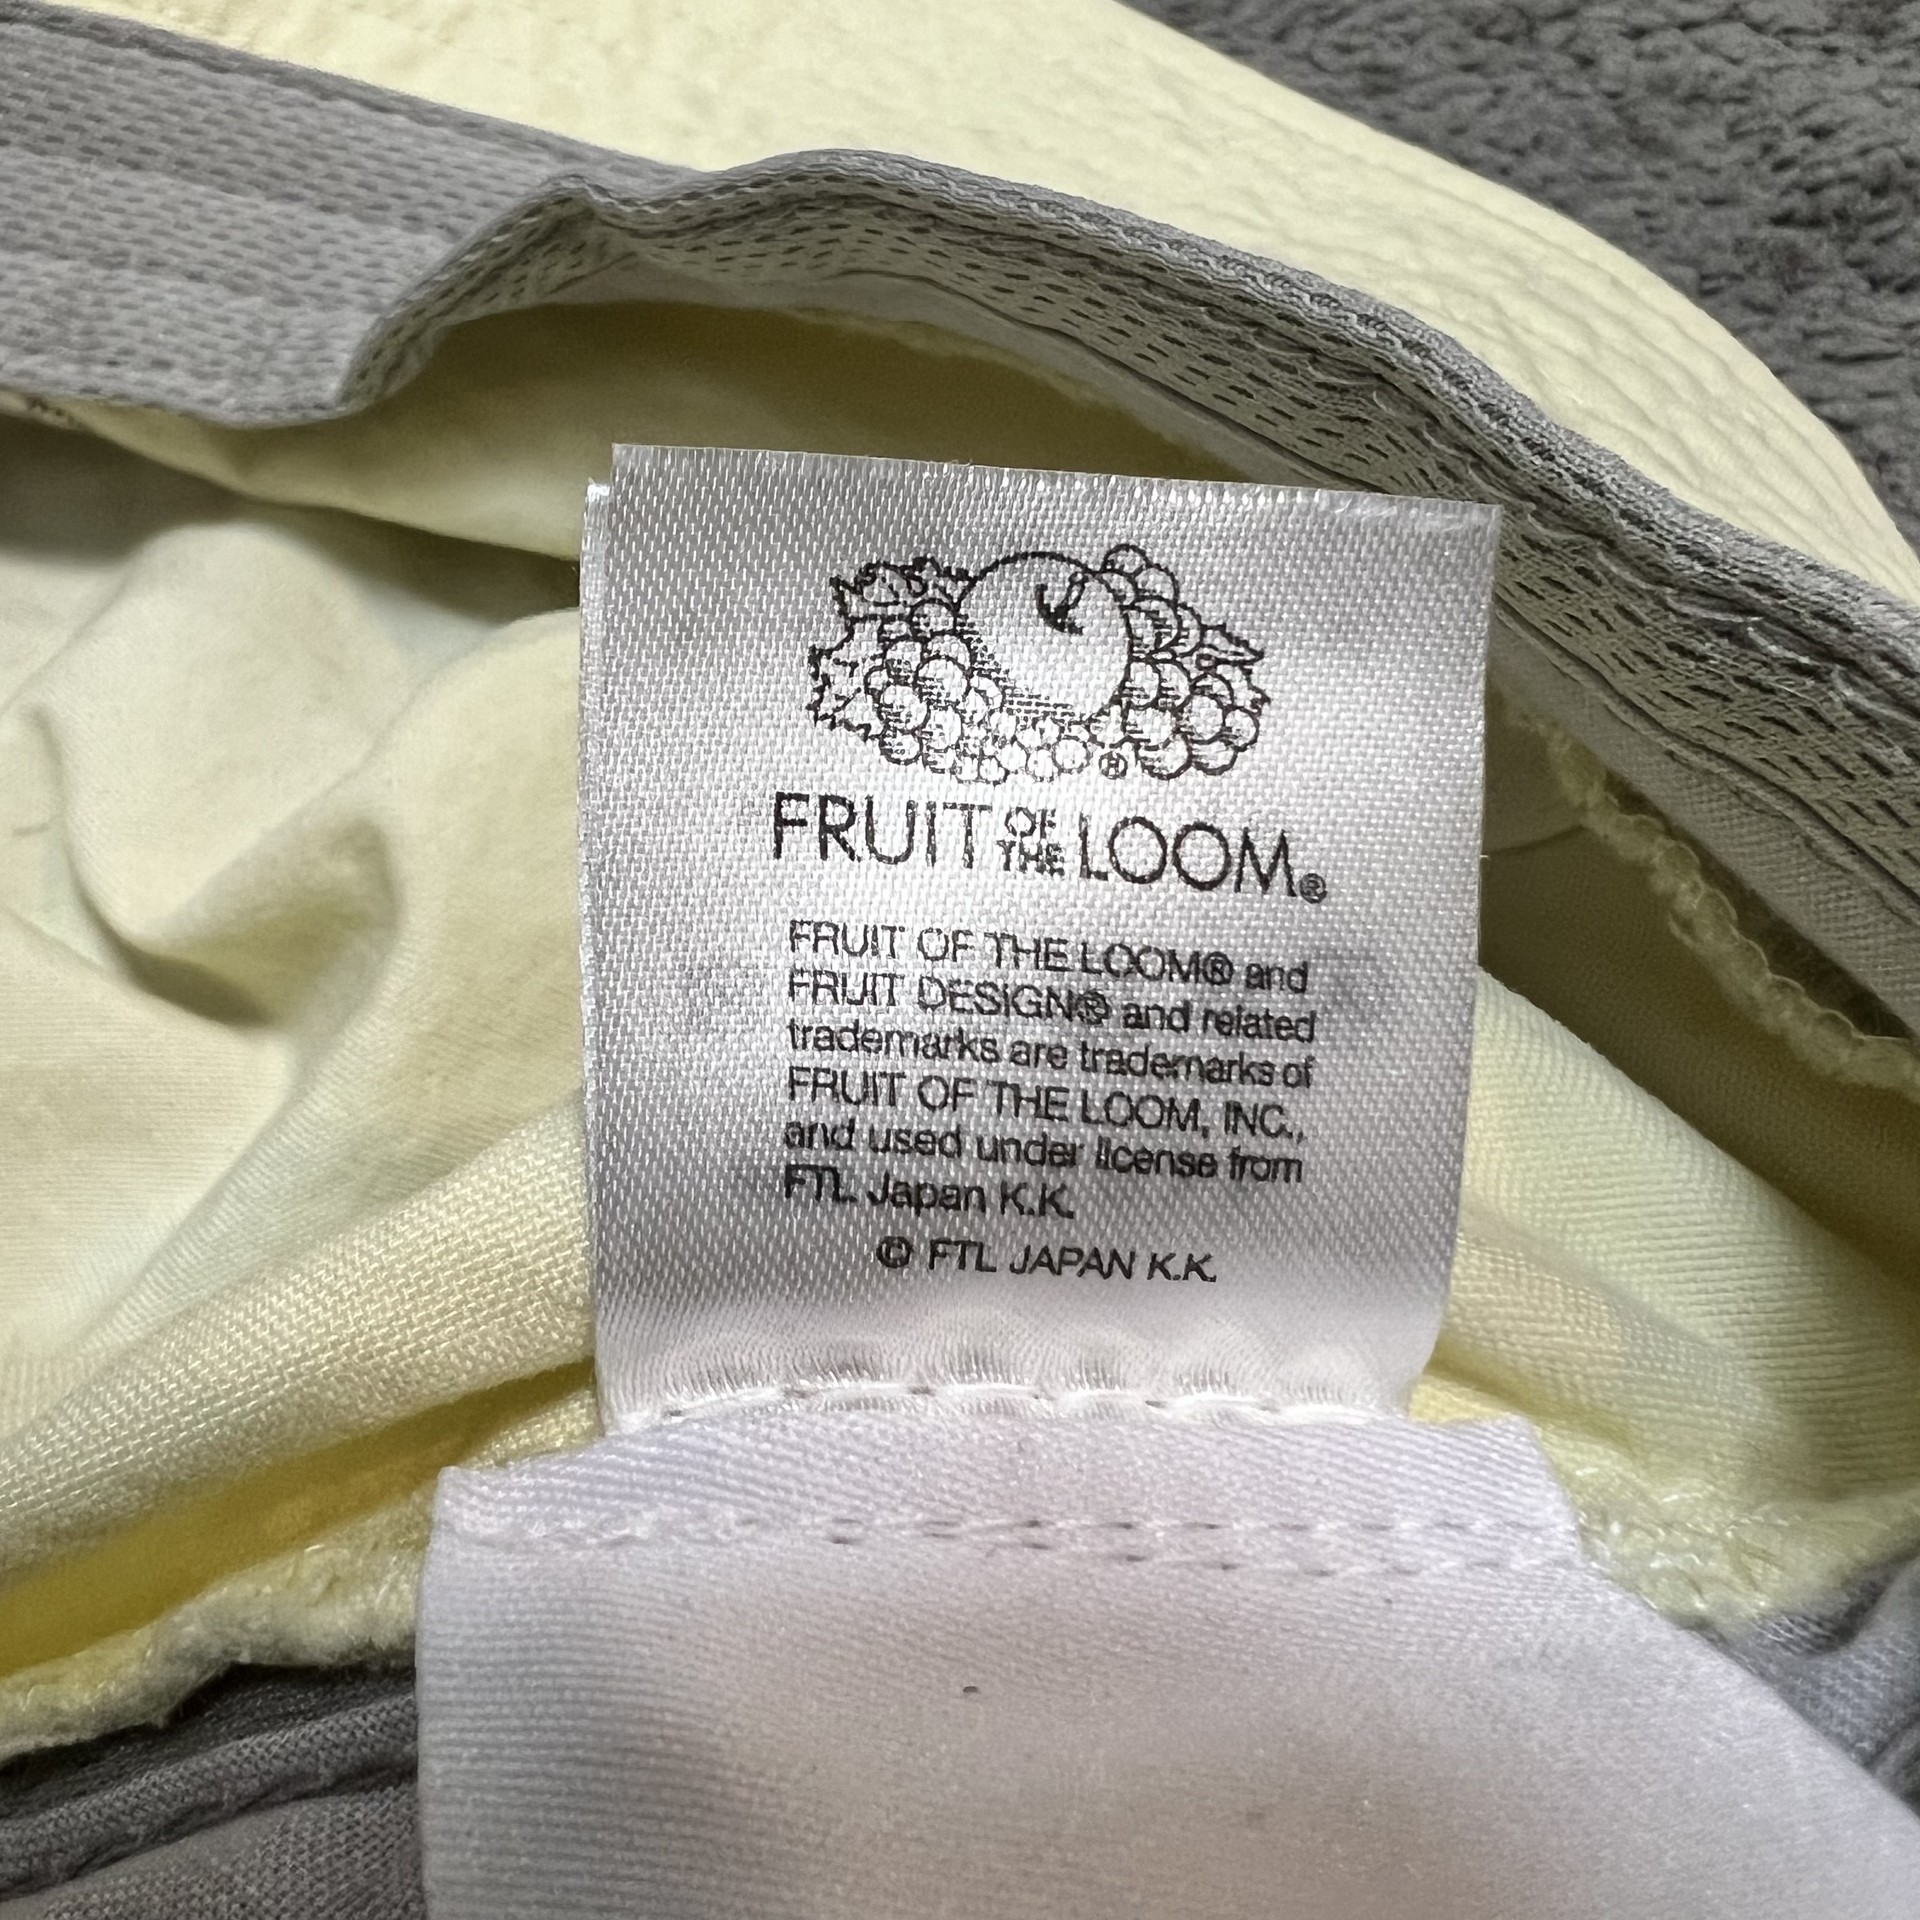 FRUIT OF THE LOOM®
FRUIT OF THE LOOM® and
FRUIT DESIGN® and related
trademarks are trademarks of
FRUIT OF THE LOOM, INC.,
and used under license from
FTL Japan K.K.
© FTL JAPAN K.K.